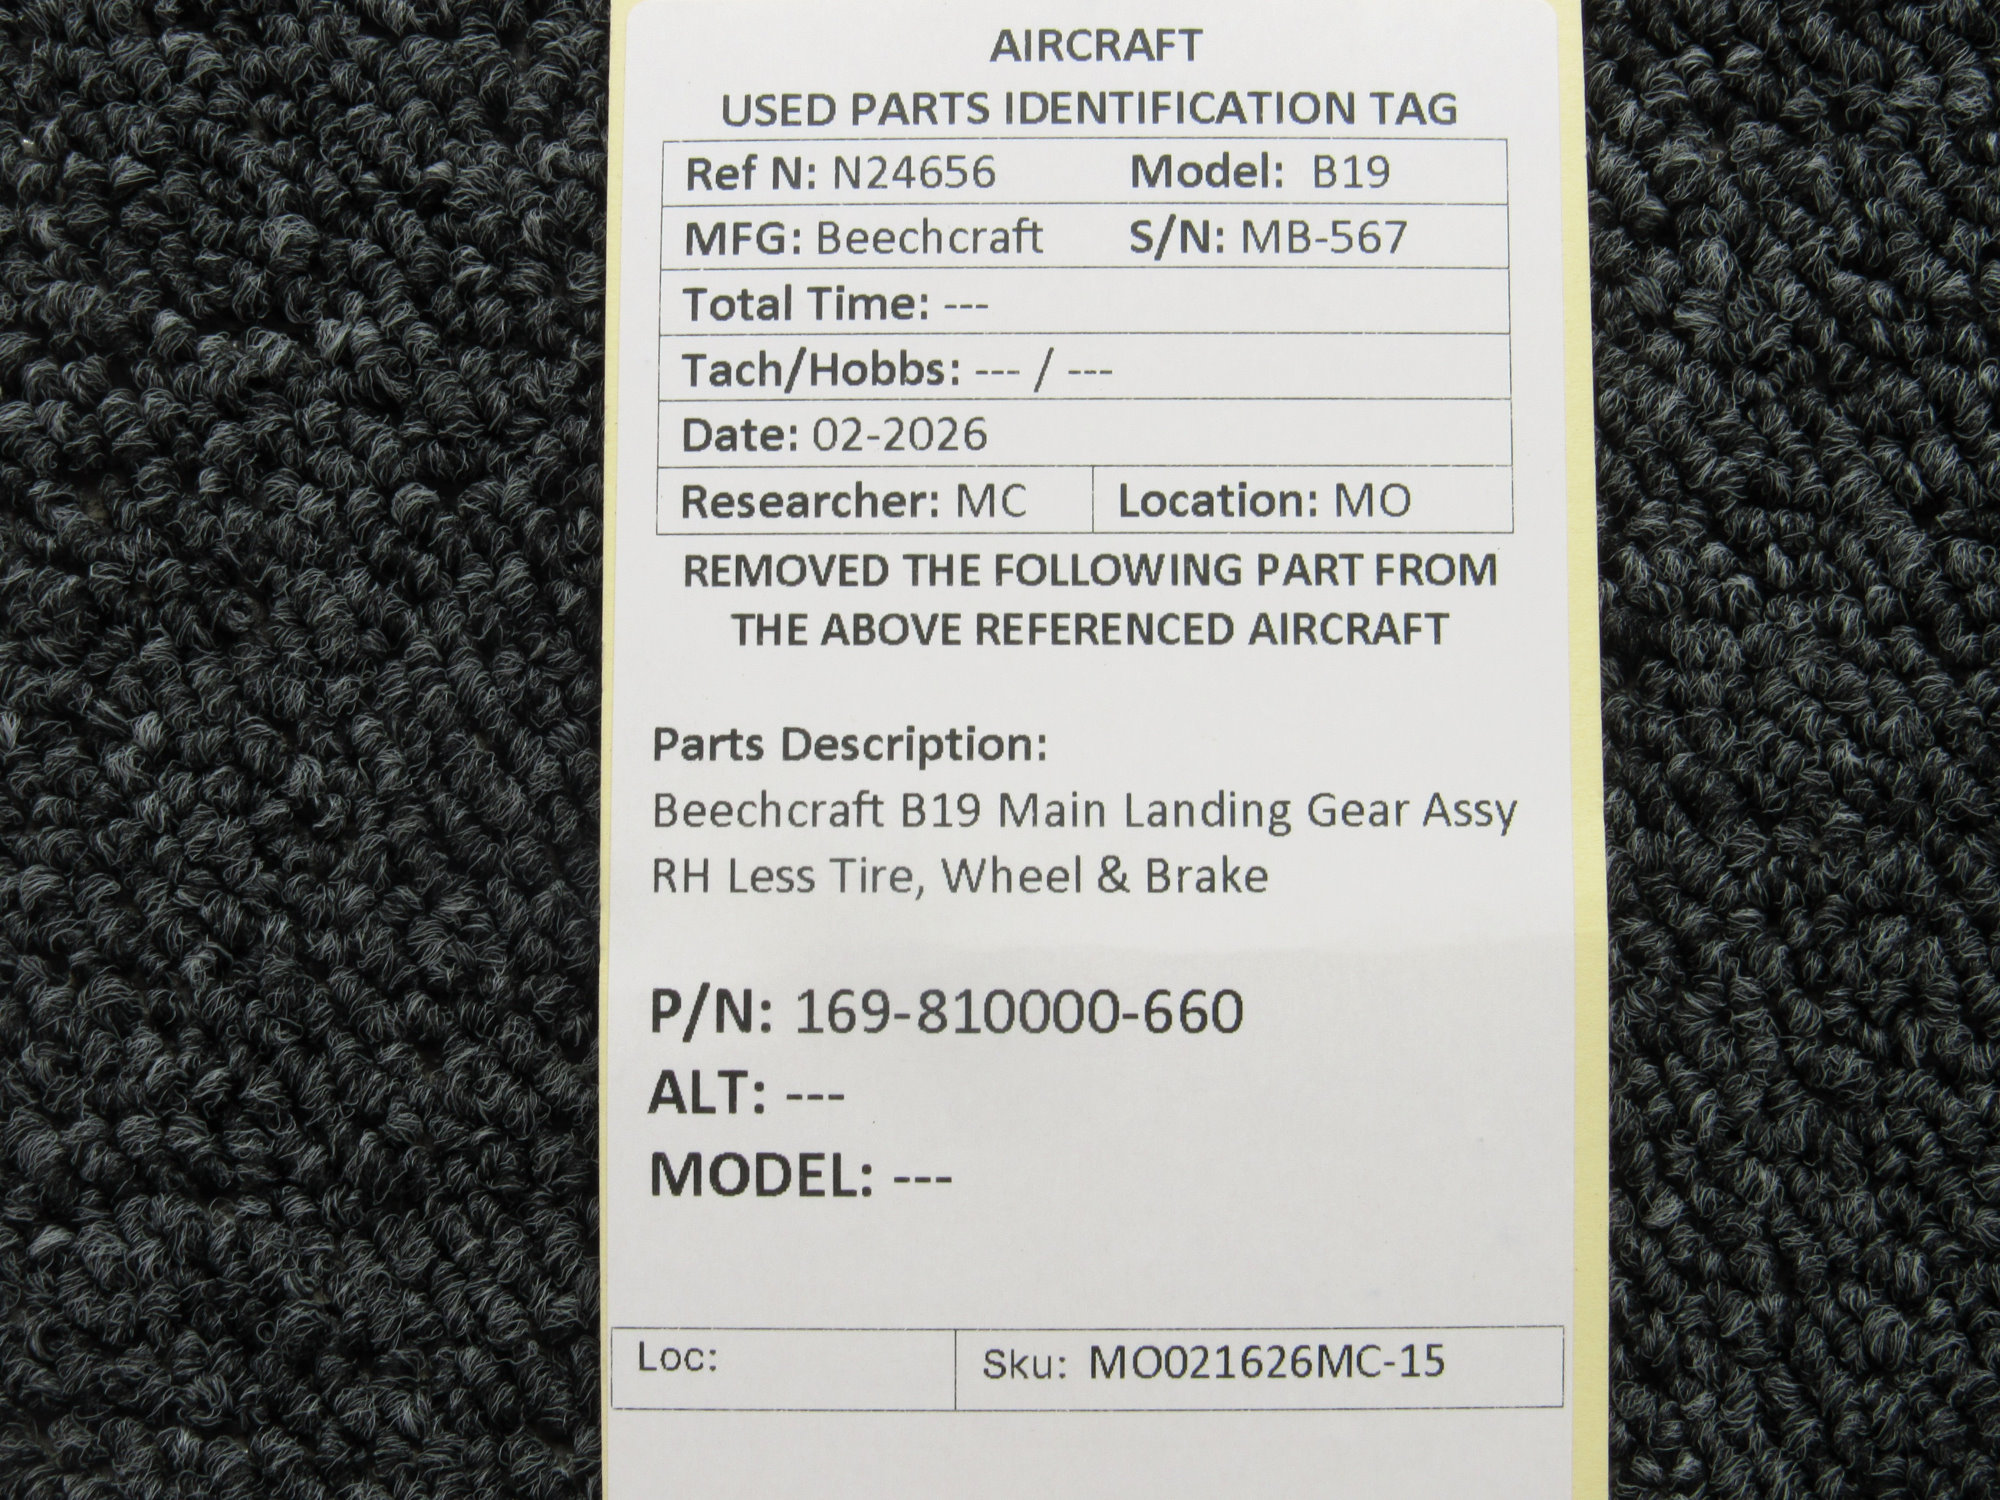 AIRCRAFT
USED PARTS IDENTIFICATION TAG
Ref N: N24656 Model: B19
MFG: Beechcraft S/N: MB-567
Total Time: ---
Tach/Hobbs: --- / ---
Date: 02-2026
Researcher: MC Location: MO
REMOVED THE FOLLOWING PART FROM
THE ABOVE REFERENCED AIRCRAFT
Parts Description:
Beechcraft B19 Main Landing Gear Assy
RH Less Tire, Wheel & Brake
P/N: 169-810000-660
ALT: ---
MODEL: ---
Loc: Sku: MO021626MC-15